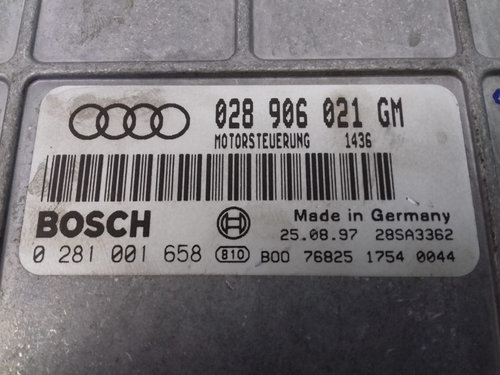 028 906 021 GM
MOTORSTEUERUNG 1436
BOSCH
Made in Germany
25.08.97 28SA3362
0 281 001 658 810 B00 76825 1754 0044